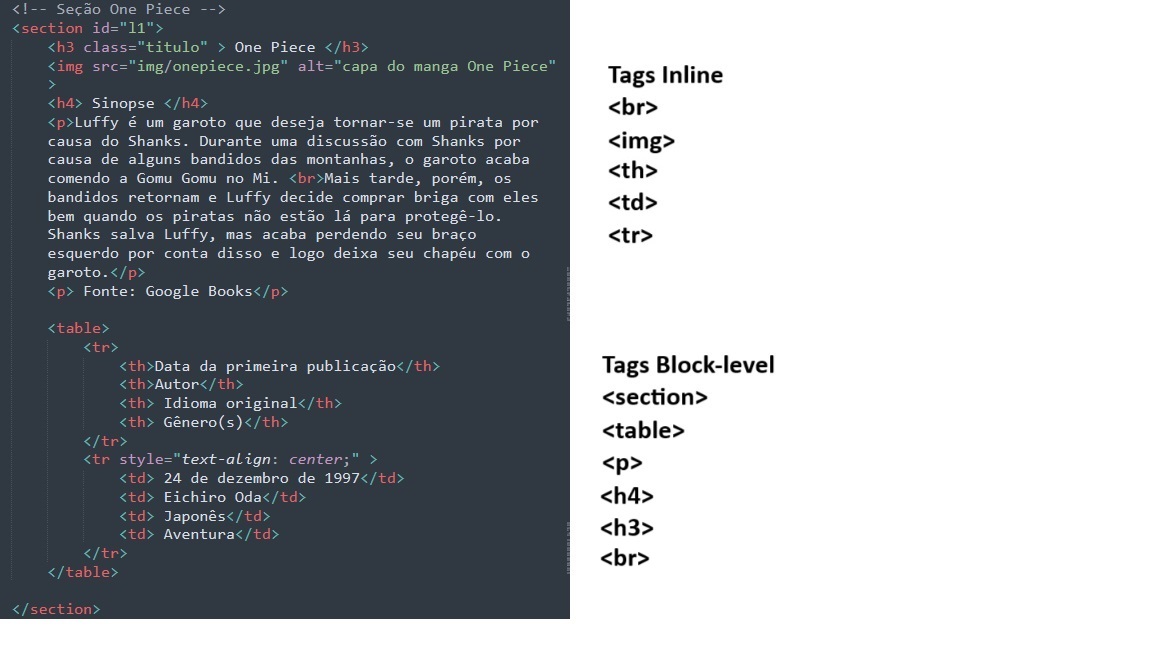 <!-- Seção One Piece -->
<section id="l1">
<h3 class="titulo" > One Piece </h3>
<img src="img/onepiece.jpg" alt="capa do manga One Piece"
>
<h4> Sinopse </h4>
<p>Luffy é um garoto que deseja tornar-se um pirata por
causa do Shanks. Durante uma discussão com Shanks por
causa de alguns bandidos das montanhas, o garoto acaba
comendo a Gomu Gomu no Mi. <br>Mais tarde, porém, os
bandidos retornam e Luffy decide comprar briga com eles
bem quando os piratas não estão lá para protegê-lo.
Shanks salva Luffy, mas acaba perdendo seu braço
esquerdo por conta disso e logo deixa seu chapéu com o
garoto.</p>
<p> Fonte: Google Books</p>
<table>
<tr>
<th>Data da primeira publicação</th>
<th>Autor</th>
<th> Idioma original</th>
<th> Gênero(s)</th>
</tr>
<tr style="text-align: center;" >
<td> 24 de dezembro de 1997</td>
<td> Eichiro Oda</td>
<td> Japonês</td>
<td> Aventura</td>
</tr>
</table>
</section>
Tags Inline
<br>
<img>
<th>
<td>
<tr>
Tags Block-level
<section>
<table>
<p>
<h4>
<h3>
<br>